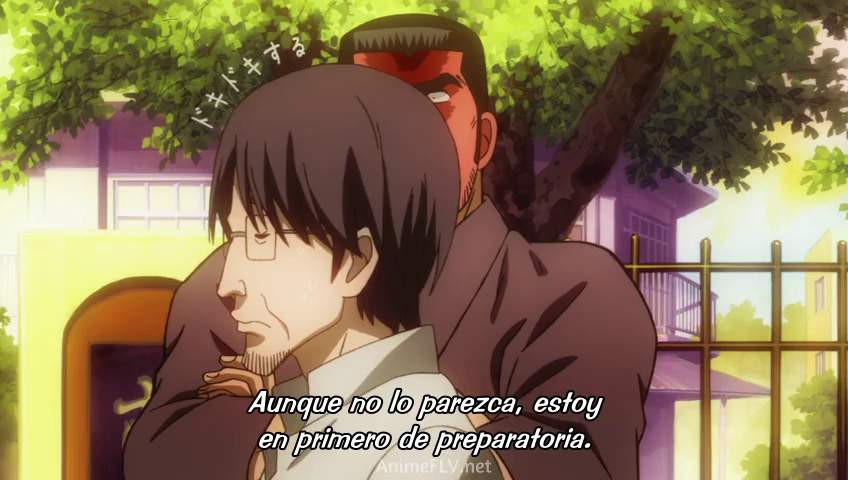 ドキドキする
Aunque no lo parezca, estoy
en primero de preparatoria.
AnimeFLV.net